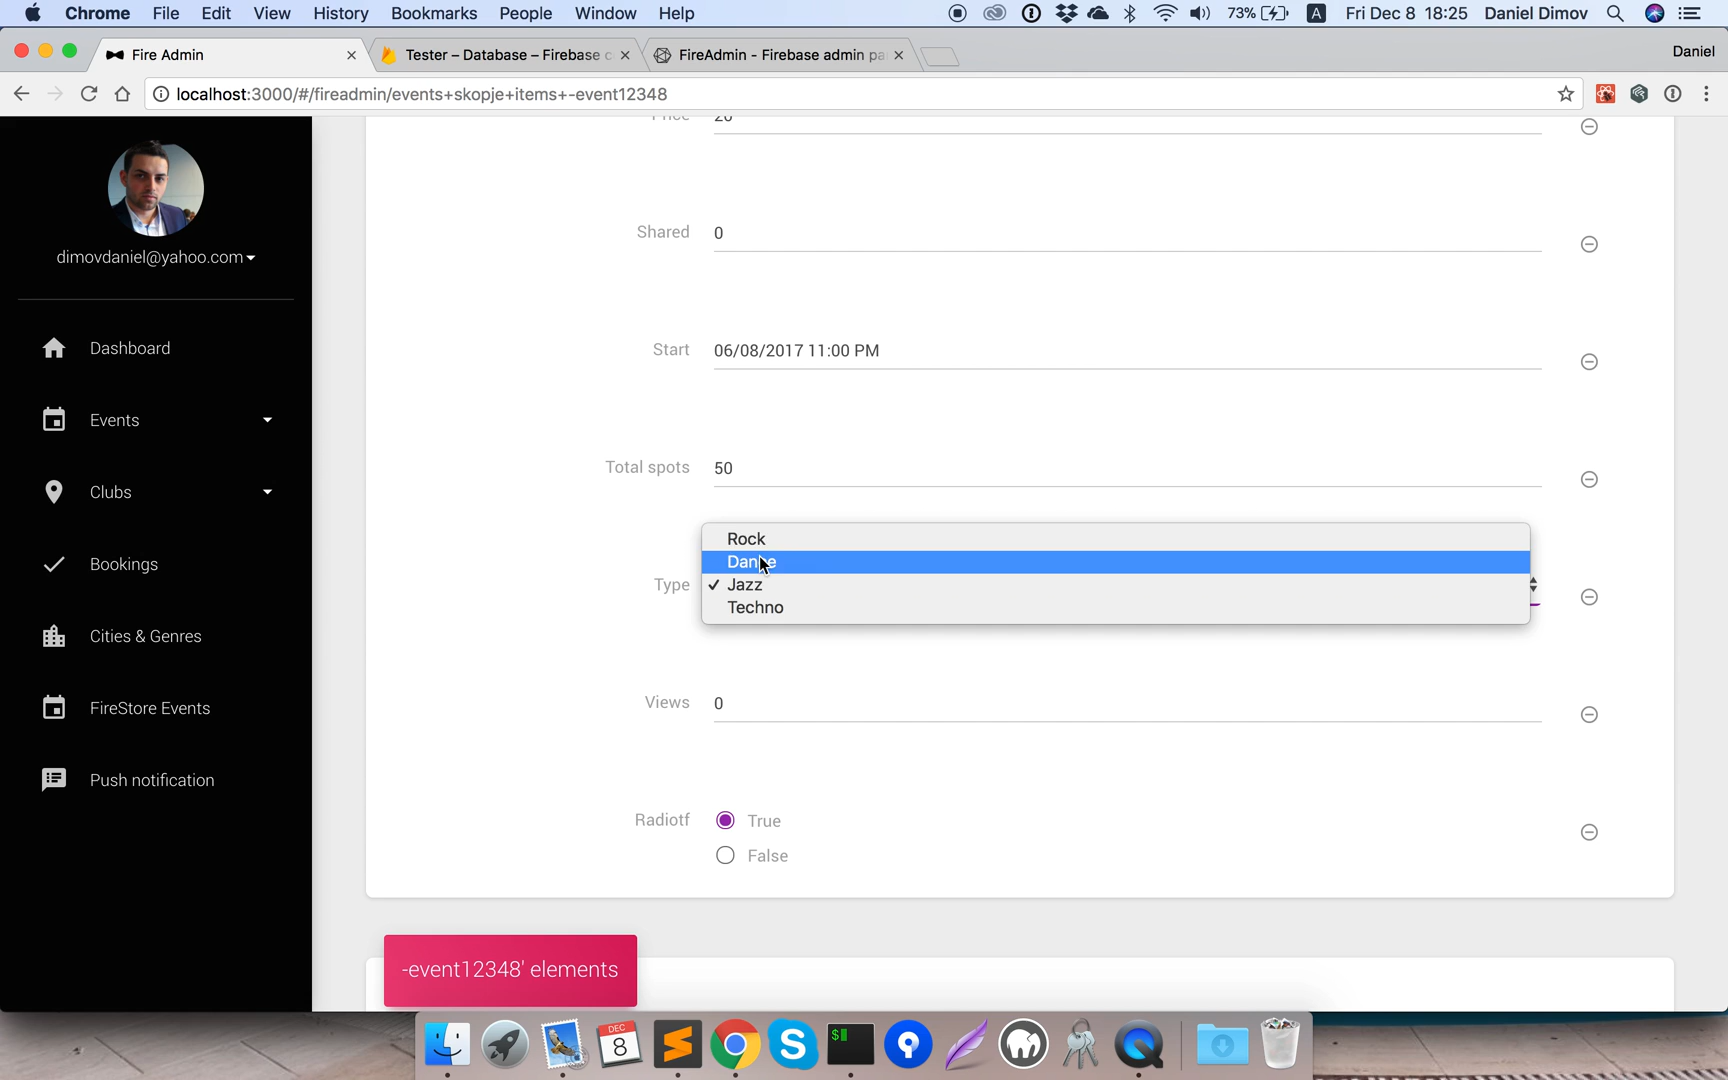 Chrome File Edit View History Bookmarks People Window Help 73% A Fri Dec 8 18:25 Daniel Dimov
Fire Admin Tester – Database – Firebase c FireAdmin - Firebase admin pa Daniel
localhost:3000/#/fireadmin/events+skopje+items+-event12348
dimovdaniel@yahoo.com
Dashboard
Events
Clubs
Bookings
Cities & Genres
FireStore Events
Push notification
Price 20
Shared 0
Start 06/08/2017 11:00 PM
Total spots 50
Rock
Dance
Type Jazz
Techno
Views 0
Radiotf True
False
-event12348' elements
DEC
8
$